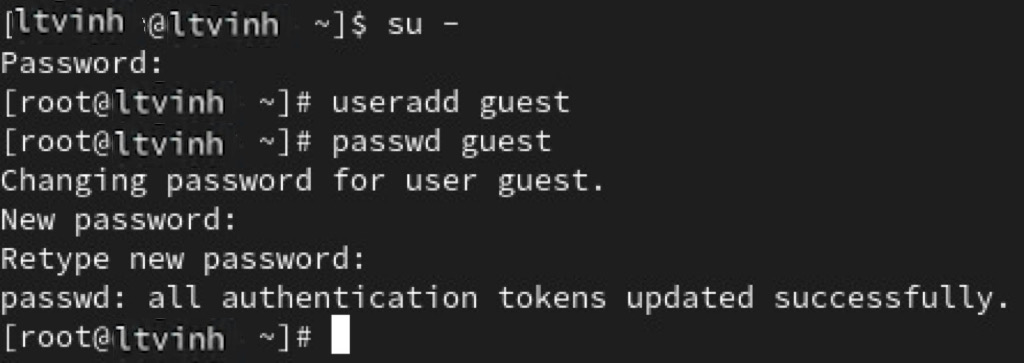 [ltvinh @ltvinh ~]$ su -
Password:
[root@ltvinh ~]# useradd guest
[root@ltvinh ~]# passwd guest
Changing password for user guest.
New password:
Retype new password:
passwd: all authentication tokens updated successfully.
[root@ltvinh ~]#